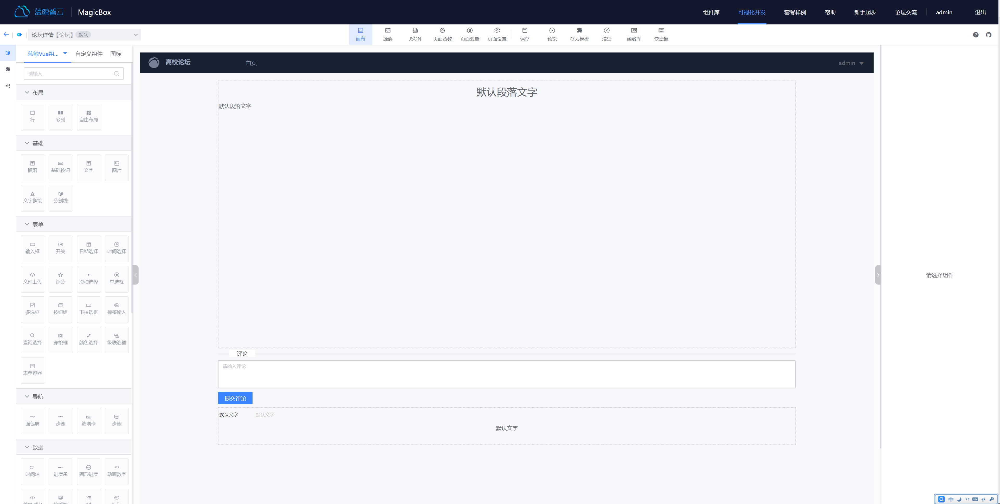 蓝鲸智云 MagicBox 组件库 可视化开发 套餐样例 帮助 新手起步 论坛交流 admin 退出
论坛详情【论坛】 默认
画布 源码 JSON 页面函数 页面变量 页面设置 保存 预览 存为模板 清空 函数库 快捷键
蓝鲸Vue组... 自定义组件 图标
请输入
布局
行 多列 自由布局
基础
段落 基础按钮 文字 图片
文字链接 分割线
表单
输入框 开关 日期选择 时间选择
文件上传 评分 滑动选择 单选框
多选框 按钮组 下拉选框 标签输入
查询选择 穿梭框 颜色选择 级联选框
表单容器
导航
面包屑 步骤 选项卡 步骤
数据
时间轴 进度条 圆形进度 动画数字
高校论坛 首页 admin
默认段落文字
默认段落文字
评论
请输入评论
提交评论
默认文字 默认文字
默认文字
请选择组件
中